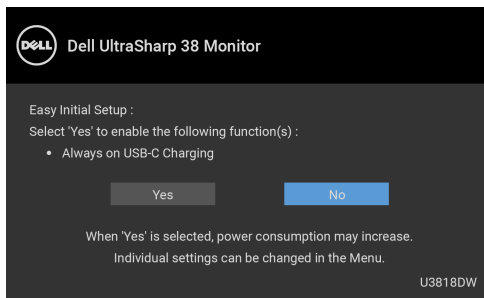 DELL
Dell UltraSharp 38 Monitor
Easy Initial Setup :
Select 'Yes' to enable the following function(s) :
• Always on USB-C Charging
Yes
No
When 'Yes' is selected, power consumption may increase.
Individual settings can be changed in the Menu.
U3818DW